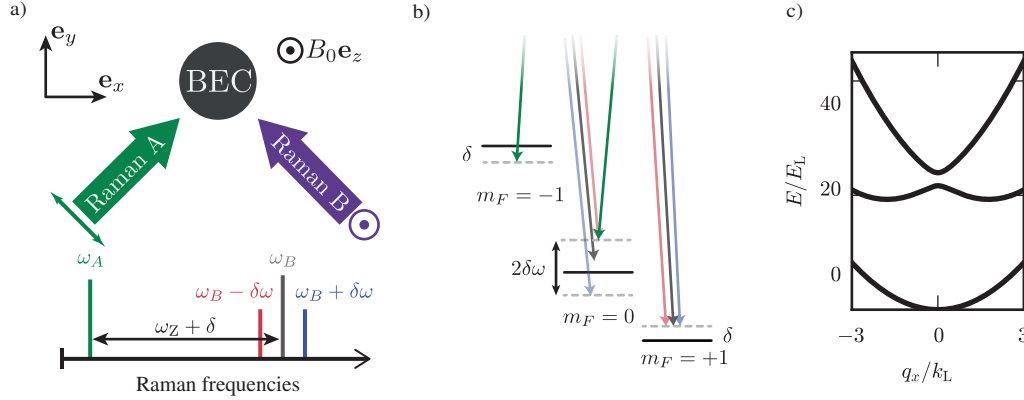 a)
e_y
e_x
BEC
B_0 e_z
Raman A
Raman B
ω_A
ω_B
ω_B − δω
ω_B + δω
ω_Z + δ
Raman frequencies
b)
δ
m_F = −1
2δω
m_F = 0
δ
m_F = +1
c)
E/E_L
40
20
0
−3
0
3
q_x/k_L